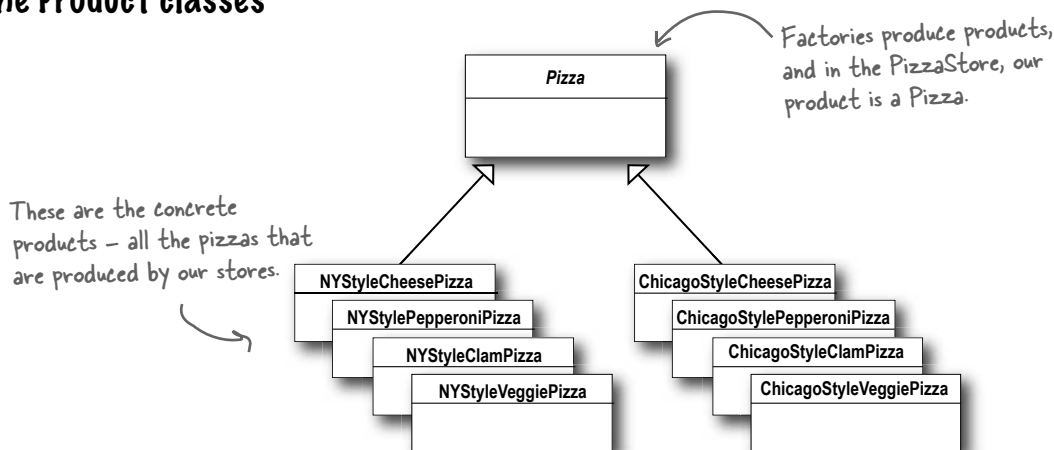 he Product classes
Factories produce products,
and in the PizzaStore, our
product is a Pizza.
Pizza
These are the concrete
products – all the pizzas that
are produced by our stores.
NYStyleCheesePizza
NYStylePepperoniPizza
NYStyleClamPizza
NYStyleVeggiePizza
ChicagoStyleCheesePizza
ChicagoStylePepperoniPizza
ChicagoStyleClamPizza
ChicagoStyleVeggiePizza